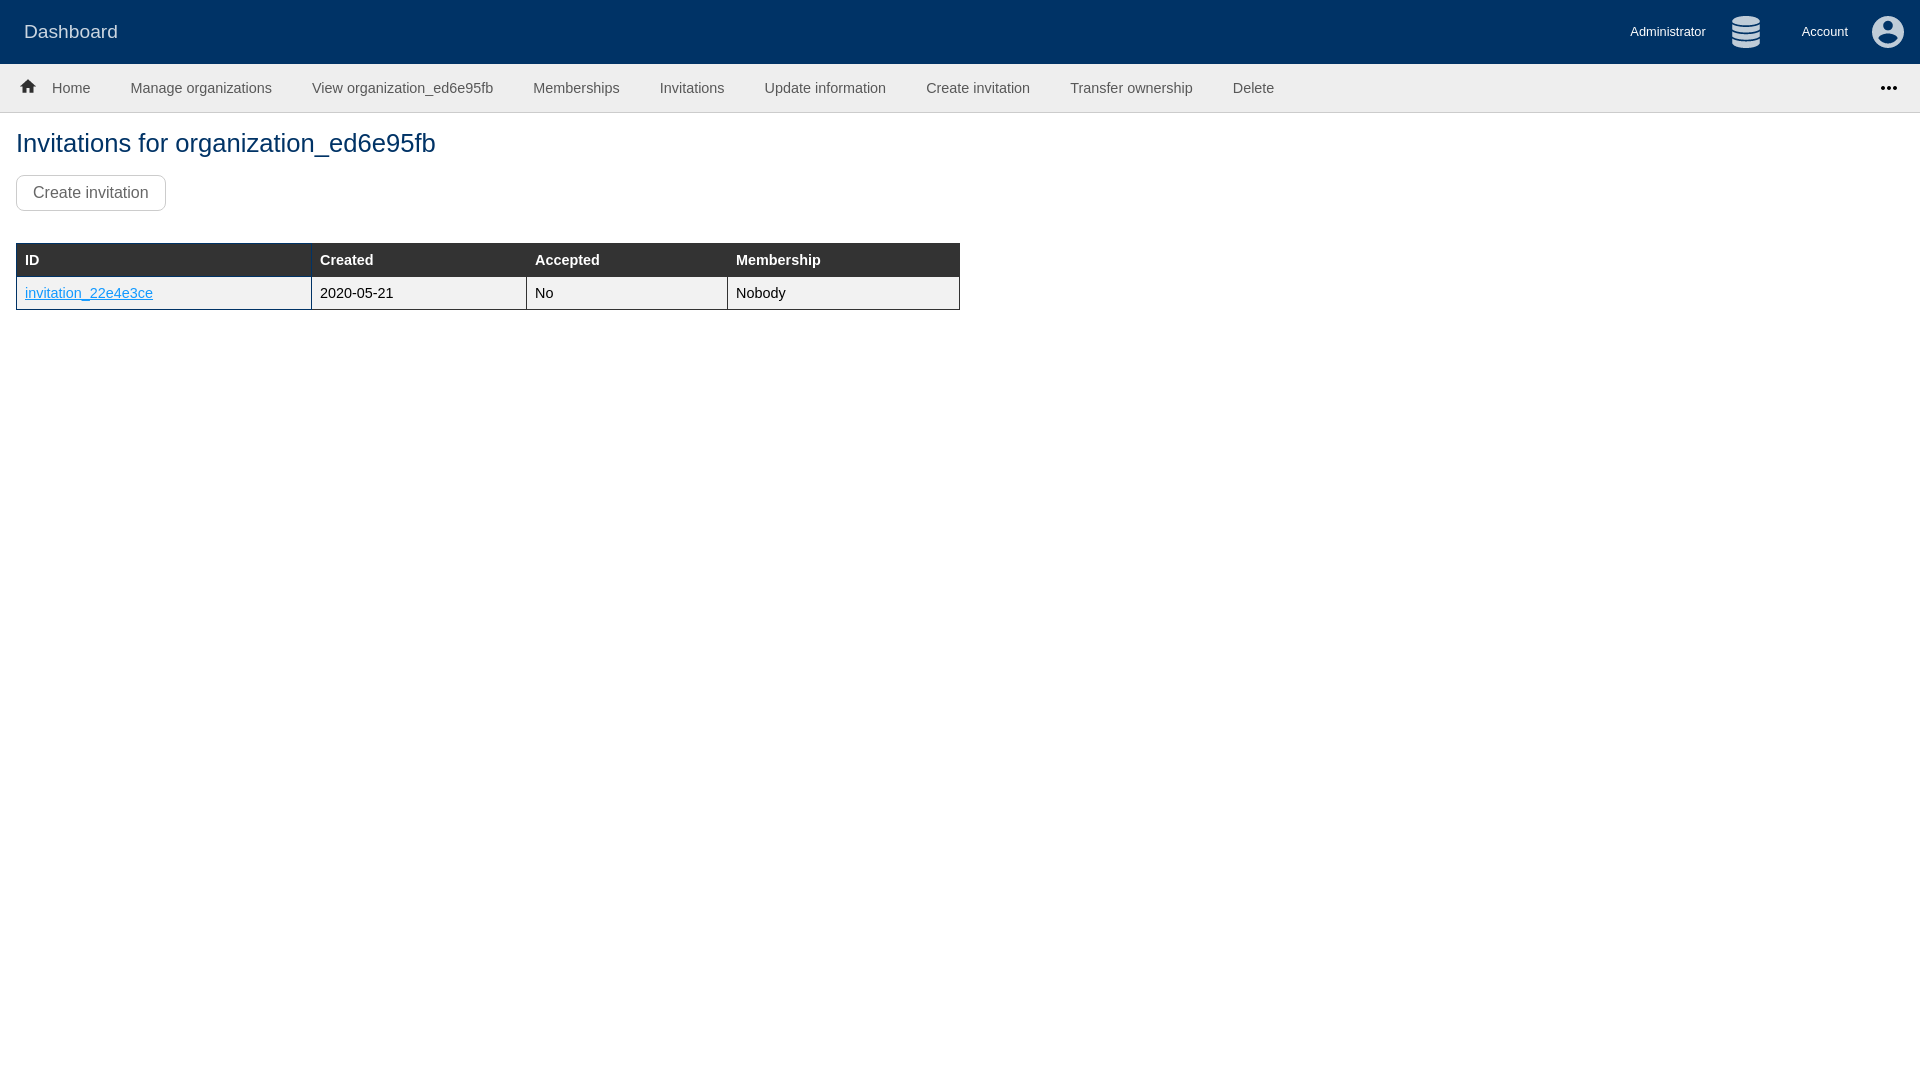 Dashboard
Administrator
Account
Home
Manage organizations
View organization_ed6e95fb
Memberships
Invitations
Update information
Create invitation
Transfer ownership
Delete
Invitations for organization_ed6e95fb
Create invitation
ID Created Accepted Membership
invitation_22e4e3ce 2020-05-21 No Nobody